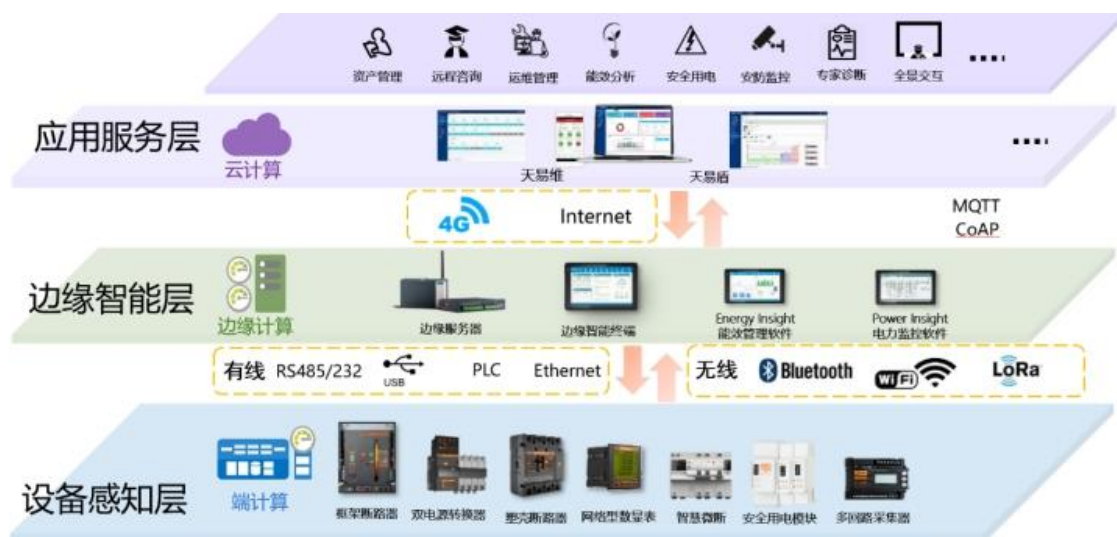 资产管理 远程咨询 运维管理 能效分析 安全用电 安防监控 专家诊断 全景交互
应用服务层
云计算
天易维 天易盾
4G Internet
MQTT
CoAP
边缘智能层
边缘计算
边缘服务器 边缘智能终端
Energy Insight
能效管理软件
Power Insight
电力监控软件
有线 RS485/232 USB PLC Ethernet
无线 Bluetooth WiFi LoRa
设备感知层
端计算
框架断路器 双电源转换器 塑壳断路器 网络型数显表 智慧微断 安全用电模块 多回路采集器